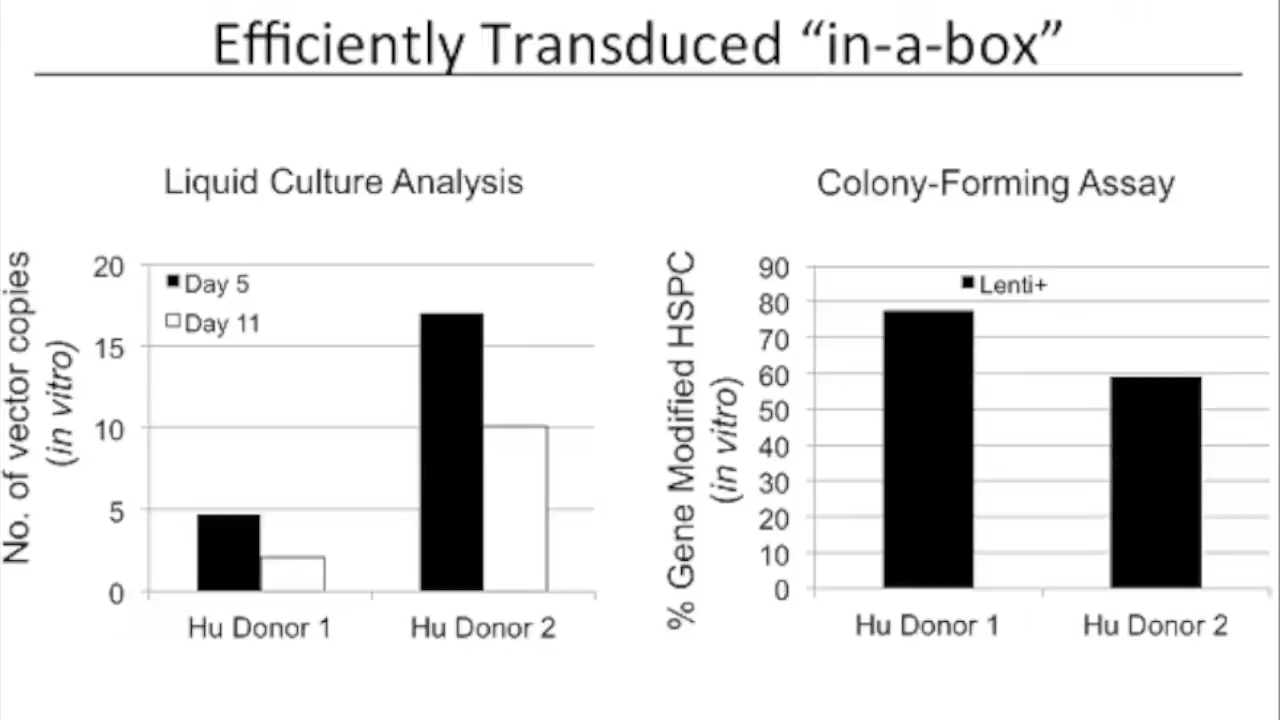 Efficiently Transduced “in-a-box”
Liquid Culture Analysis
No. of vector copies
(in vitro)
20
15
10
5
0
Day 5
Day 11
Hu Donor 1
Hu Donor 2
Colony-Forming Assay
% Gene Modified HSPC
(in vitro)
90
80
70
60
50
40
30
20
10
0
Lenti+
Hu Donor 1
Hu Donor 2